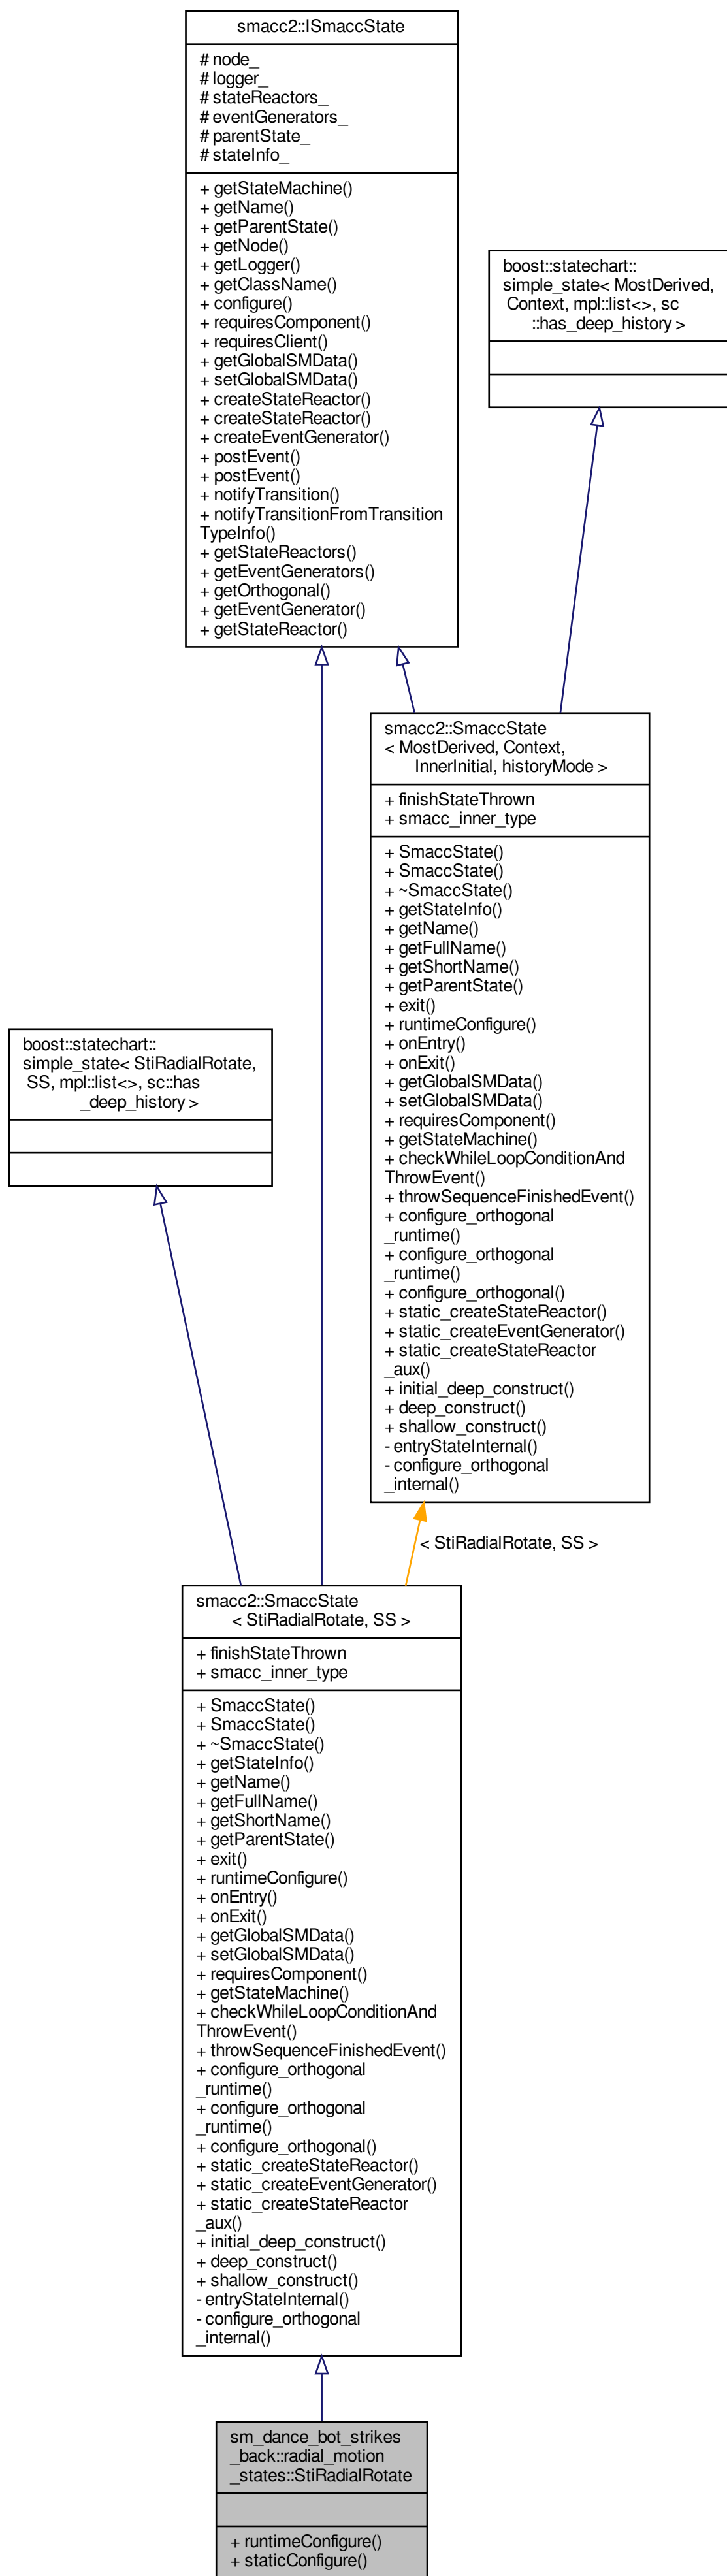 smacc2::ISmaccState
# node_
# logger_
# stateReactors_
# eventGenerators_
# parentState_
# stateInfo_
+ getStateMachine()
+ getName()
+ getParentState()
+ getNode()
+ getLogger()
+ getClassName()
+ configure()
+ requiresComponent()
+ requiresClient()
+ getGlobalSMData()
+ setGlobalSMData()
+ createStateReactor()
+ createStateReactor()
+ createEventGenerator()
+ postEvent()
+ postEvent()
+ notifyTransition()
+ notifyTransitionFromTransition
TypeInfo()
+ getStateReactors()
+ getEventGenerators()
+ getOrthogonal()
+ getEventGenerator()
+ getStateReactor()
boost::statechart::
simple_state< MostDerived,
Context, mpl::list<>, sc
::has_deep_history >
smacc2::SmaccState
< MostDerived, Context,
InnerInitial, historyMode >
+ finishStateThrown
+ smacc_inner_type
+ SmaccState()
+ SmaccState()
+ ~SmaccState()
+ getStateInfo()
+ getName()
+ getFullName()
+ getShortName()
+ getParentState()
+ exit()
+ runtimeConfigure()
+ onEntry()
+ onExit()
+ getGlobalSMData()
+ setGlobalSMData()
+ requiresComponent()
+ getStateMachine()
+ checkWhileLoopConditionAnd
ThrowEvent()
+ throwSequenceFinishedEvent()
+ configure_orthogonal
_runtime()
+ configure_orthogonal
_runtime()
+ configure_orthogonal()
+ static_createStateReactor()
+ static_createEventGenerator()
+ static_createStateReactor
_aux()
+ initial_deep_construct()
+ deep_construct()
+ shallow_construct()
- entryStateInternal()
- configure_orthogonal
_internal()
boost::statechart::
simple_state< StiRadialRotate,
SS, mpl::list<>, sc::has
_deep_history >
< StiRadialRotate, SS >
smacc2::SmaccState
< StiRadialRotate, SS >
+ finishStateThrown
+ smacc_inner_type
+ SmaccState()
+ SmaccState()
+ ~SmaccState()
+ getStateInfo()
+ getName()
+ getFullName()
+ getShortName()
+ getParentState()
+ exit()
+ runtimeConfigure()
+ onEntry()
+ onExit()
+ getGlobalSMData()
+ setGlobalSMData()
+ requiresComponent()
+ getStateMachine()
+ checkWhileLoopConditionAnd
ThrowEvent()
+ throwSequenceFinishedEvent()
+ configure_orthogonal
_runtime()
+ configure_orthogonal
_runtime()
+ configure_orthogonal()
+ static_createStateReactor()
+ static_createEventGenerator()
+ static_createStateReactor
_aux()
+ initial_deep_construct()
+ deep_construct()
+ shallow_construct()
- entryStateInternal()
- configure_orthogonal
_internal()
sm_dance_bot_strikes
_back::radial_motion
_states::StiRadialRotate
+ runtimeConfigure()
+ staticConfigure()